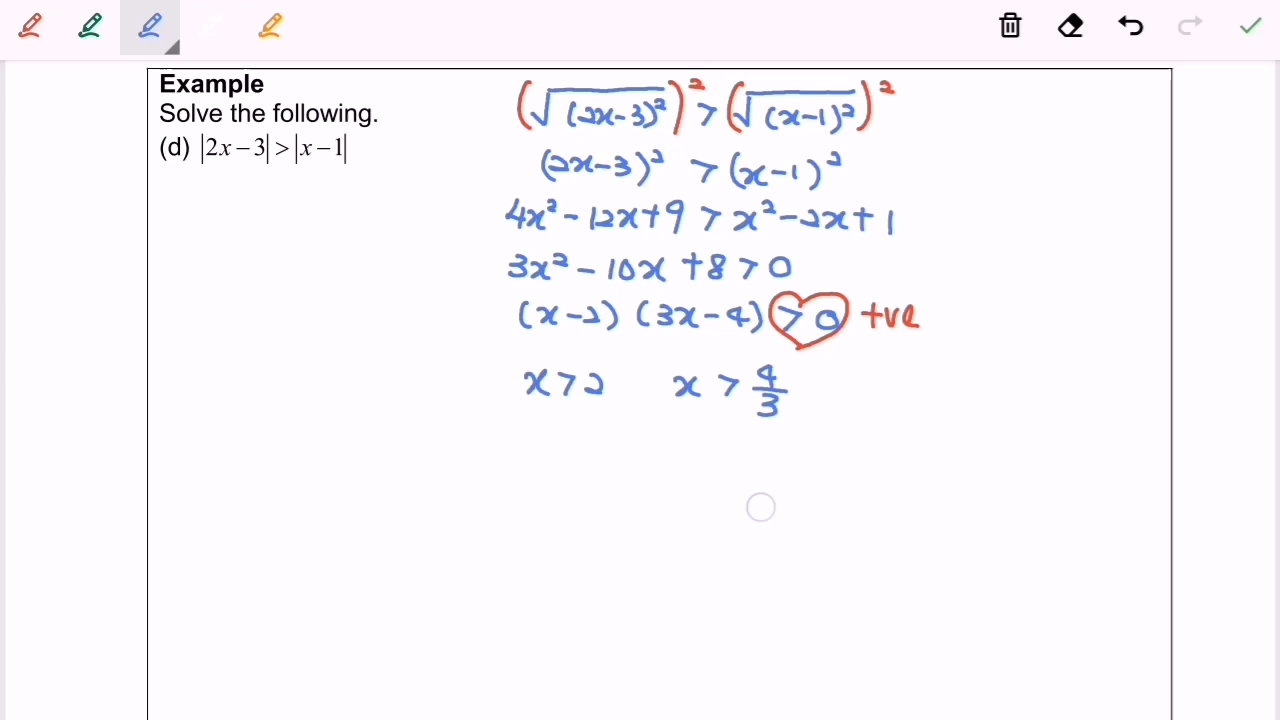 Example
Solve the following.
(d) |2x − 3| > |x − 1|
(√(2x−3)²)² > (√(x−1)²)²
(2x−3)² > (x−1)²
4x² − 12x + 9 > x² − 2x + 1
3x² − 10x + 8 > 0
(x−2) (3x−4) > 0 +ve
x > 2 x > 4/3